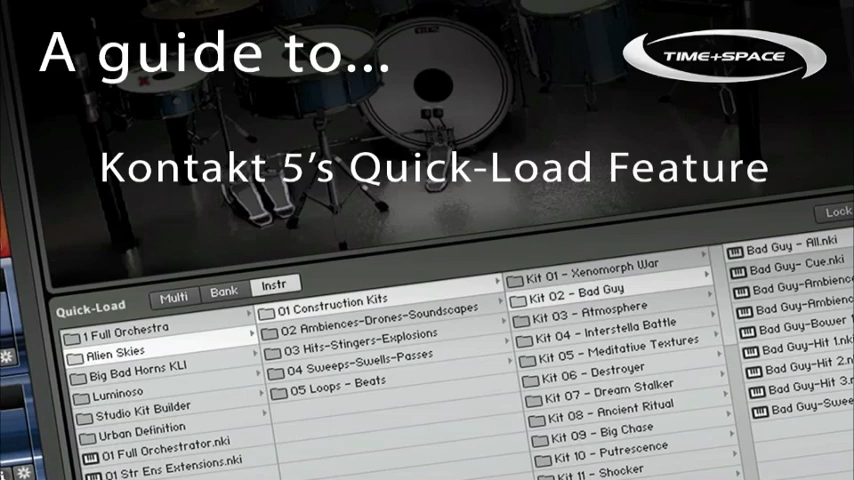 A guide to...
TIME+SPACE
Kontakt 5's Quick-Load Feature
Lock
Quick-Load
Multi
Bank
Instr
1 Full Orchestra
Alien Skies
Big Bad Horns KLI
Luminoso
Studio Kit Builder
Urban Definition
01 Full Orchestrator.nki
01 Str Ens Extensions.nki
01 Construction Kits
02 Ambiences-Drones-Soundscapes
03 Hits-Stingers-Explosions
04 Sweeps-Swells-Passes
05 Loops - Beats
Kit 01 - Xenomorph War
Kit 02 - Bad Guy
Kit 03 - Atmosphere
Kit 04 - Interstella Battle
Kit 05 - Meditative Textures
Kit 06 - Destroyer
Kit 07 - Dream Stalker
Kit 08 - Ancient Ritual
Kit 09 - Big Chase
Kit 10 - Putrescence
Kit 11 - Shocker
Bad Guy- All.nki
Bad Guy- Cue.nki
Bad Guy-Ambienc
Bad Guy-Ambienc
Bad Guy-Bower
Bad Guy-Hit 1.nk
Bad Guy-Hit 2.n
Bad Guy-Hit 3.n
Bad Guy-Swee